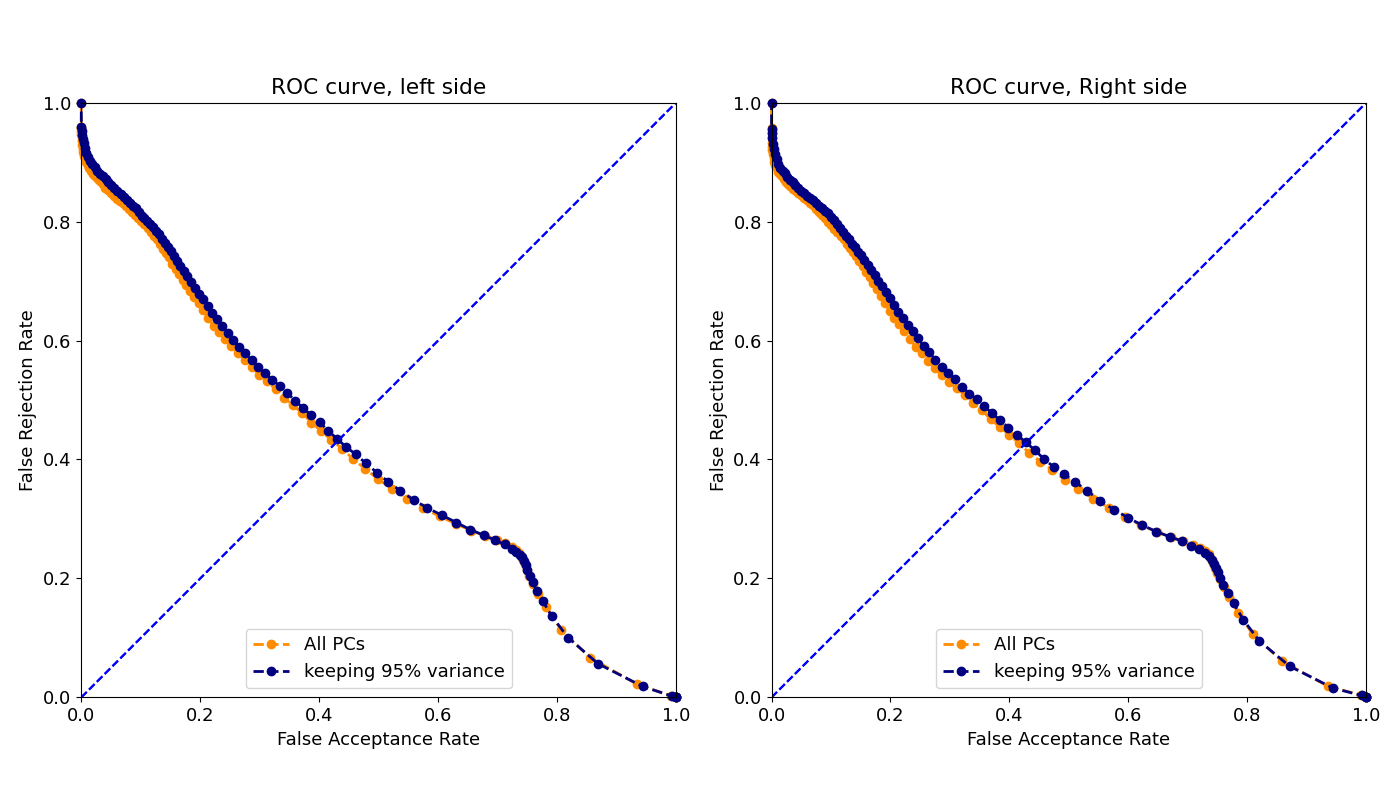 ROC curve, left side
1.0
0.8
0.6
0.4
0.2
0.0
False Rejection Rate
All PCs
keeping 95% variance
0.0 0.2 0.4 0.6 0.8 1.0
False Acceptance Rate
ROC curve, Right side
1.0
0.8
0.6
0.4
0.2
0.0
False Rejection Rate
All PCs
keeping 95% variance
0.0 0.2 0.4 0.6 0.8 1.0
False Acceptance Rate